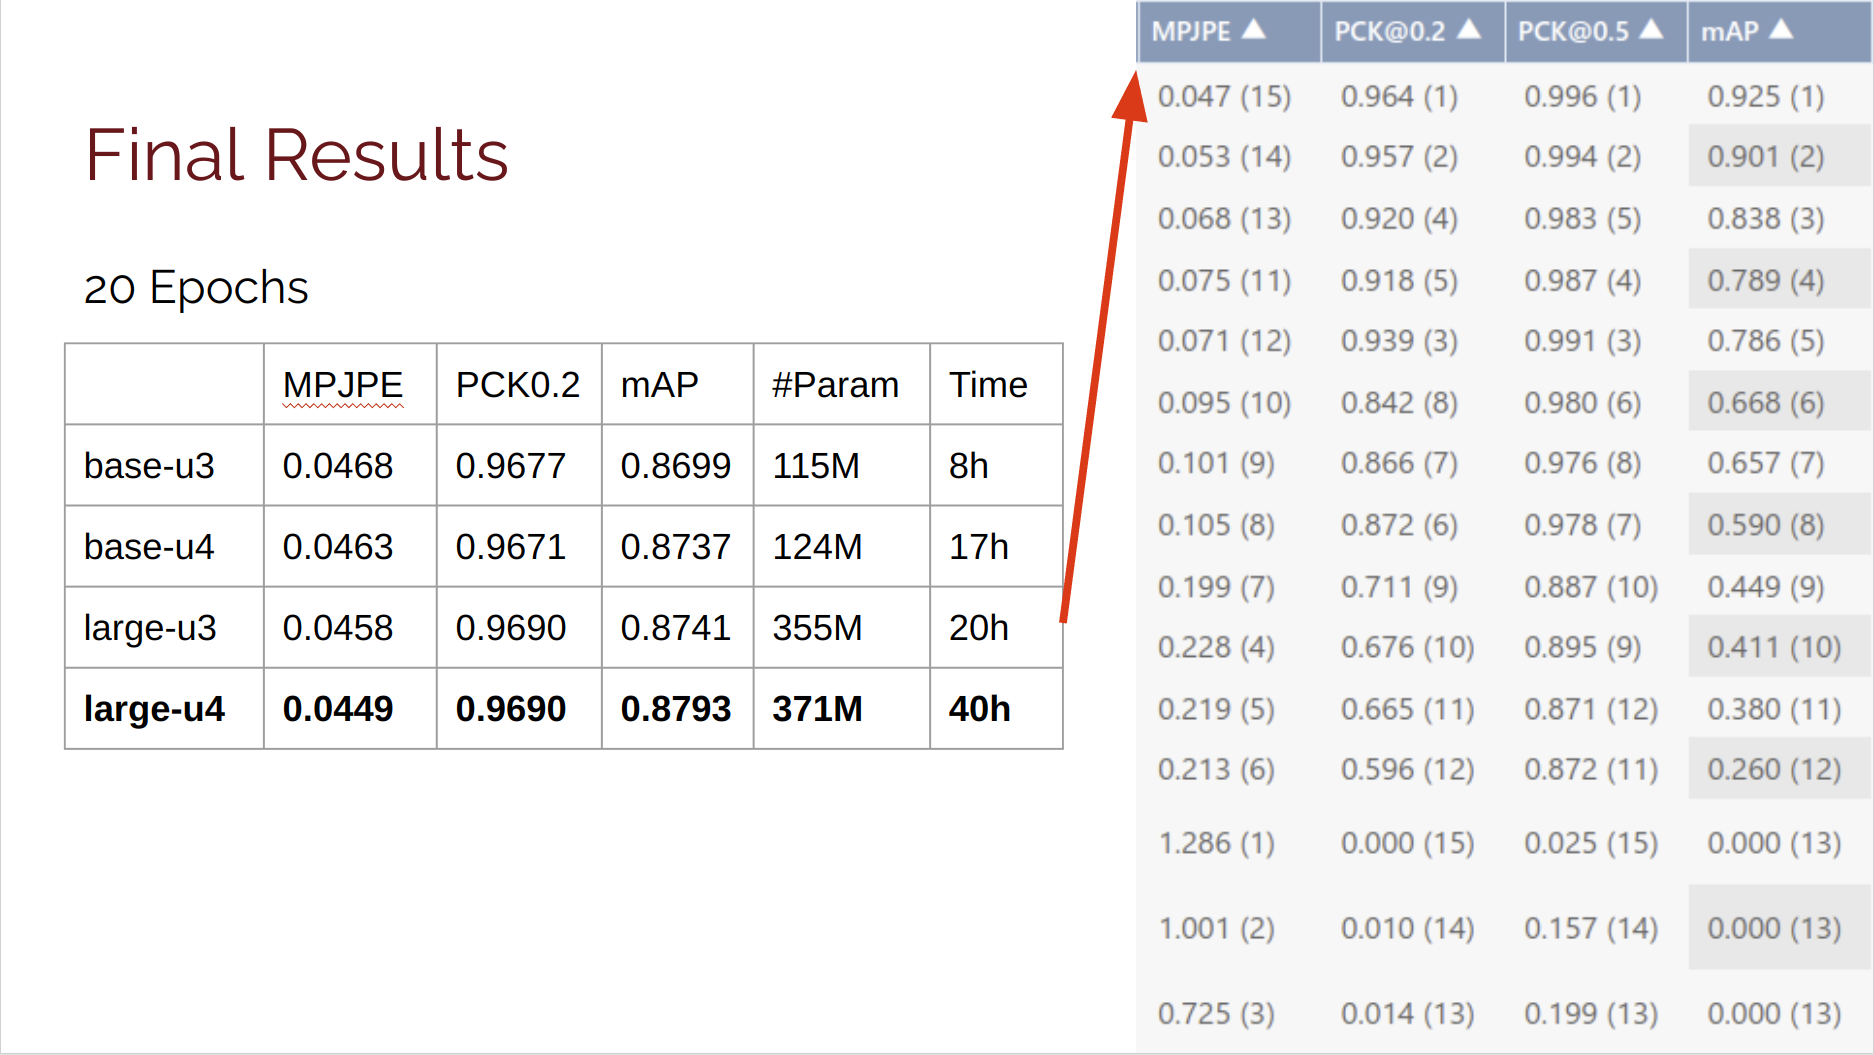 Final Results
20 Epochs
MPJPE PCK0.2 mAP #Param Time
base-u3 0.0468 0.9677 0.8699 115M 8h
base-u4 0.0463 0.9671 0.8737 124M 17h
large-u3 0.0458 0.9690 0.8741 355M 20h
large-u4 0.0449 0.9690 0.8793 371M 40h
MPJPE ▲ PCK@0.2 ▲ PCK@0.5 ▲ mAP ▲
0.047 (15) 0.964 (1) 0.996 (1) 0.925 (1)
0.053 (14) 0.957 (2) 0.994 (2) 0.901 (2)
0.068 (13) 0.920 (4) 0.983 (5) 0.838 (3)
0.075 (11) 0.918 (5) 0.987 (4) 0.789 (4)
0.071 (12) 0.939 (3) 0.991 (3) 0.786 (5)
0.095 (10) 0.842 (8) 0.980 (6) 0.668 (6)
0.101 (9) 0.866 (7) 0.976 (8) 0.657 (7)
0.105 (8) 0.872 (6) 0.978 (7) 0.590 (8)
0.199 (7) 0.711 (9) 0.887 (10) 0.449 (9)
0.228 (4) 0.676 (10) 0.895 (9) 0.411 (10)
0.219 (5) 0.665 (11) 0.871 (12) 0.380 (11)
0.213 (6) 0.596 (12) 0.872 (11) 0.260 (12)
1.286 (1) 0.000 (15) 0.025 (15) 0.000 (13)
1.001 (2) 0.010 (14) 0.157 (14) 0.000 (13)
0.725 (3) 0.014 (13) 0.199 (13) 0.000 (13)